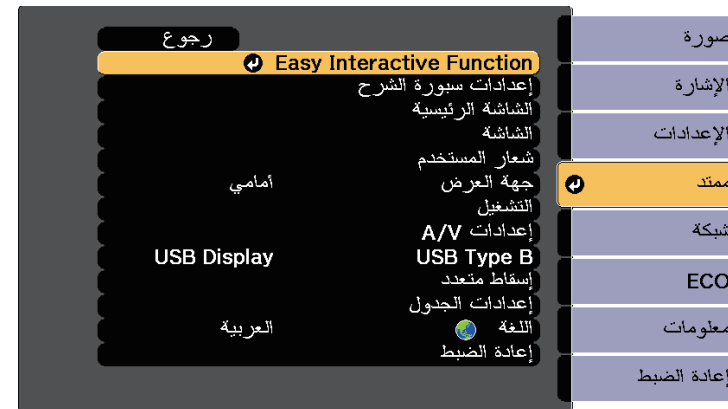 صورة
الإشارة
الإعدادات
ممتد
شبكة
ECO
معلومات
إعادة الضبط
رجوع
Easy Interactive Function
إعدادات سبورة الشرح
الشاشة الرئيسية
الشاشة
شعار المستخدم
جهة العرض أمامي
التشغيل
إعدادات A/V
USB Type B USB Display
إسقاط متعدد
إعدادات الجدول
اللغة العربية
إعادة الضبط